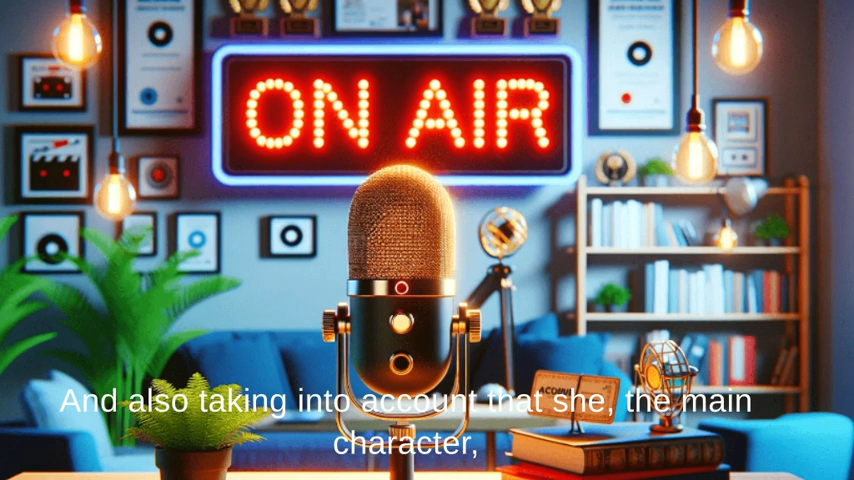 ON AIR
And also taking into account that she, the main
character,